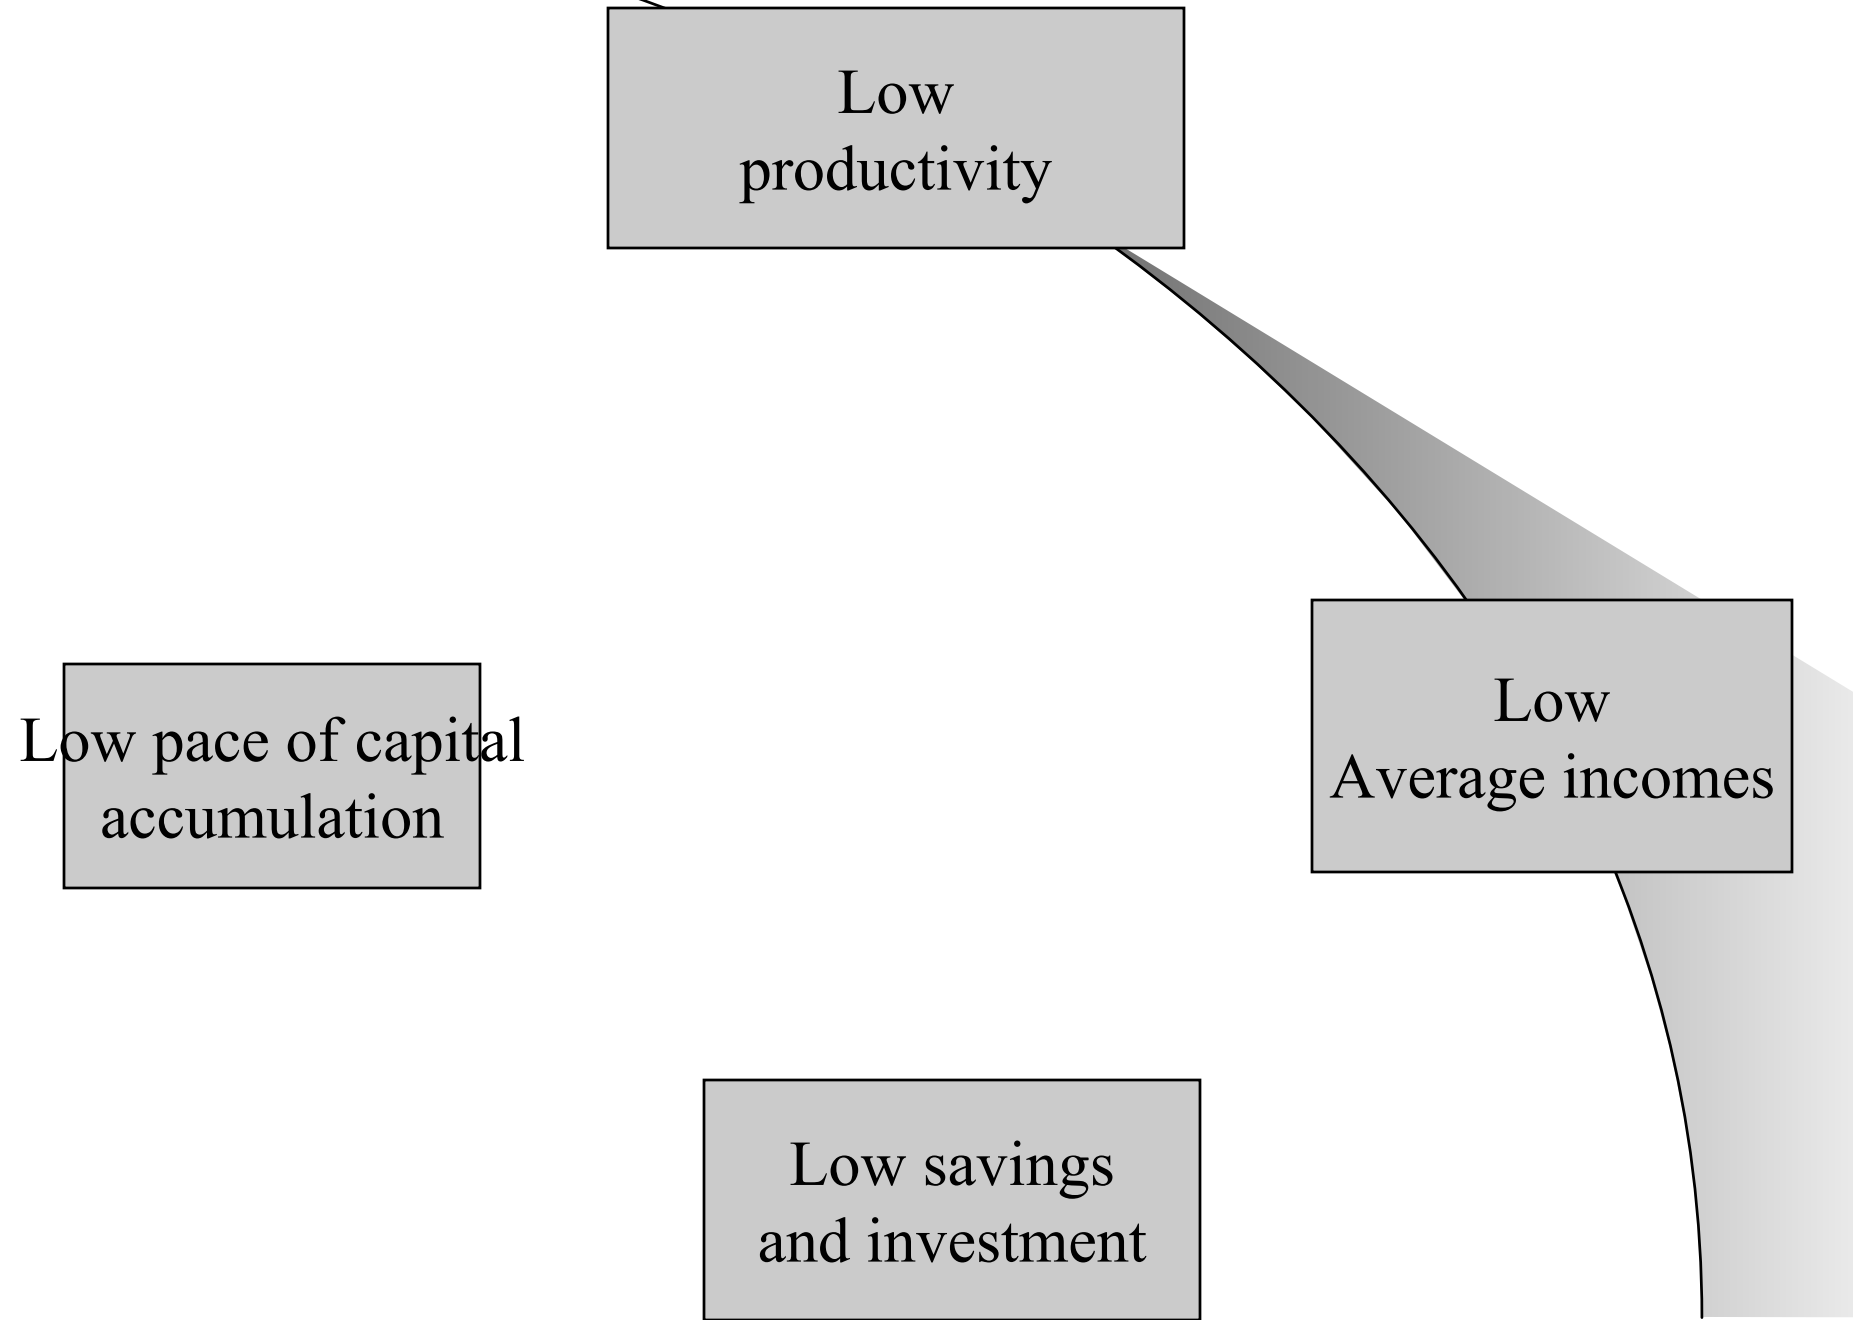 Low
productivity
Low
Average incomes
Low pace of capital
accumulation
Low savings
and investment